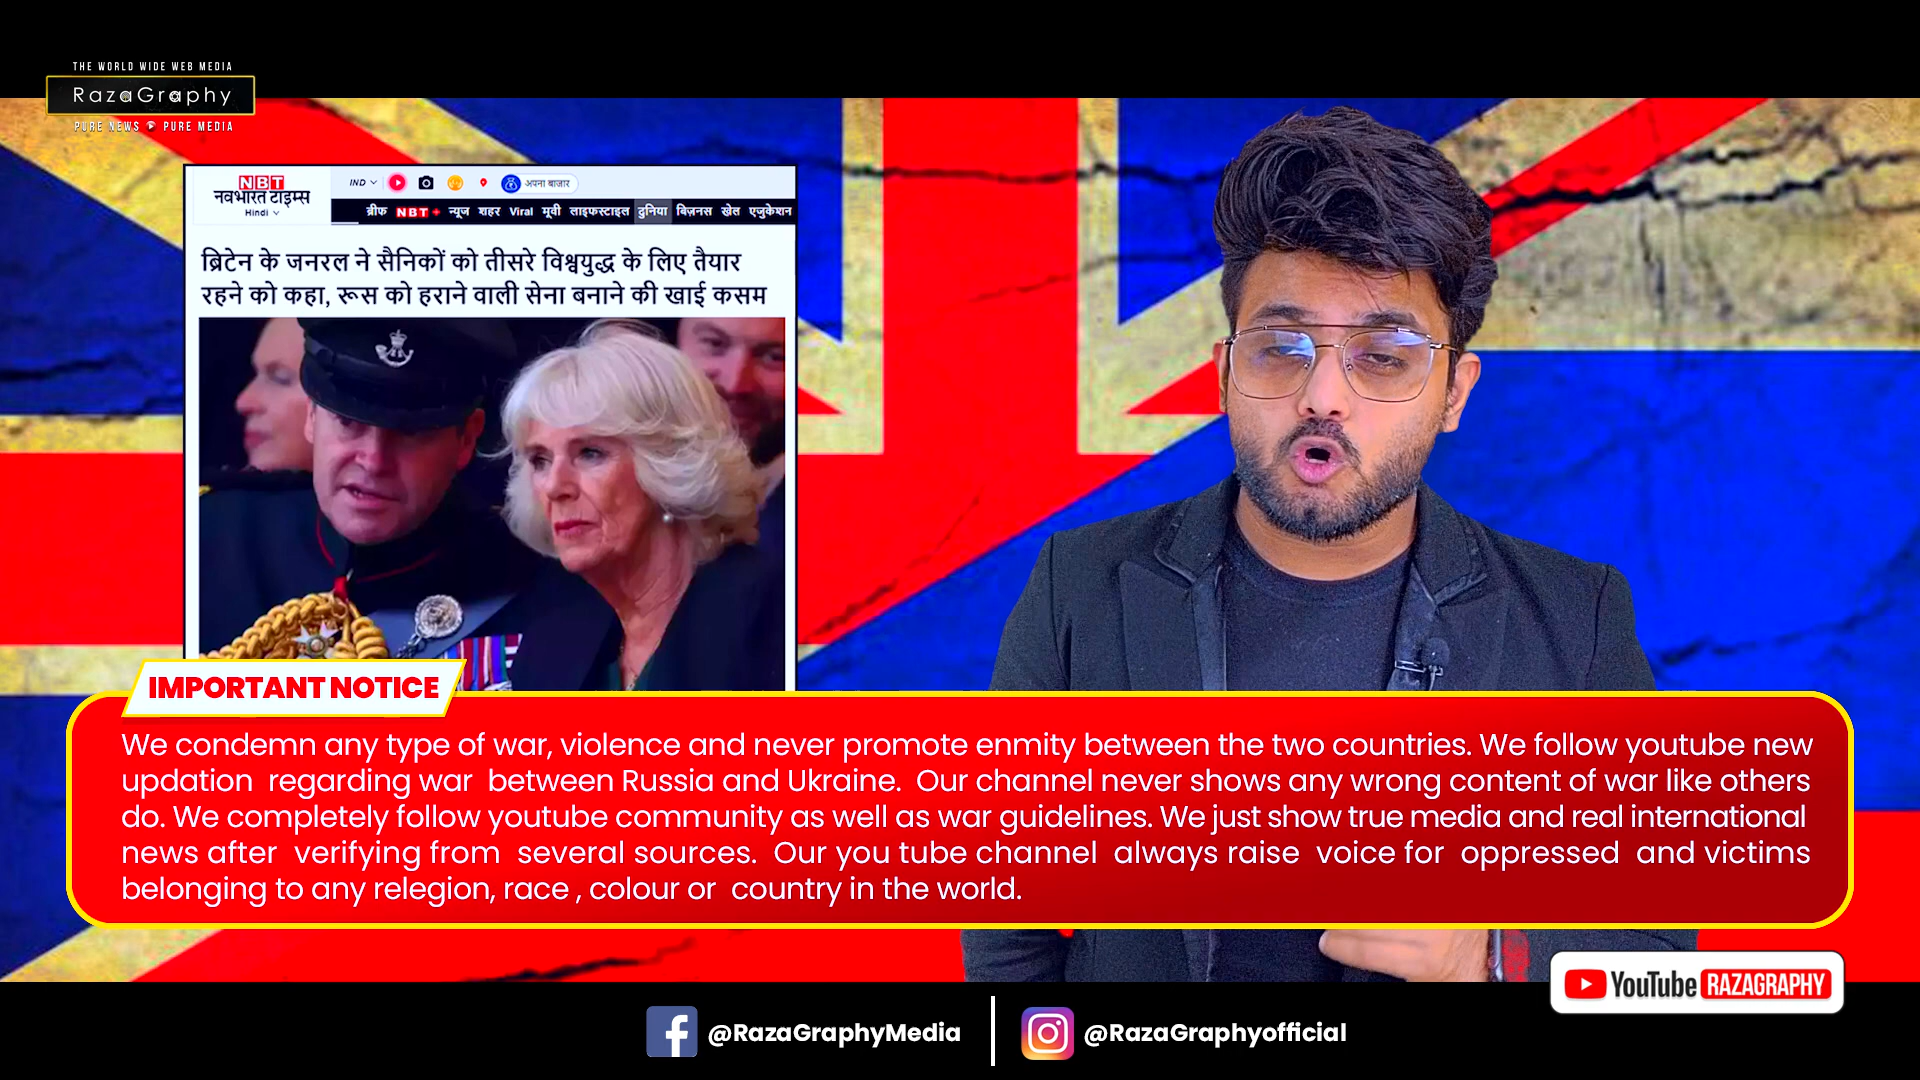 THE WORLD WIDE WEB MEDIA
RazaGraphy
PURE NEWS PURE MEDIA
NBT
नवभारत टाइम्स
Hindi
IND
अपना बाजार
ब्रीफ NBT+ न्यूज शहर Viral मूवी लाइफस्टाइल दुनिया बिज़नस खेल एजुकेशन
ब्रिटेन के जनरल ने सैनिकों को तीसरे विश्वयुद्ध के लिए तैयार
रहने को कहा, रूस को हराने वाली सेना बनाने की खाई कसम
IMPORTANT NOTICE
We condemn any type of war, violence and never promote enmity between the two countries. We follow youtube new
updation regarding war between Russia and Ukraine. Our channel never shows any wrong content of war like others
do. We completely follow youtube community as well as war guidelines. We just show true media and real international
news after verifying from several sources. Our you tube channel always raise voice for oppressed and victims
belonging to any relegion, race , colour or country in the world.
YouTube RAZAGRAPHY
@RazaGraphyMedia
@RazaGraphyofficial